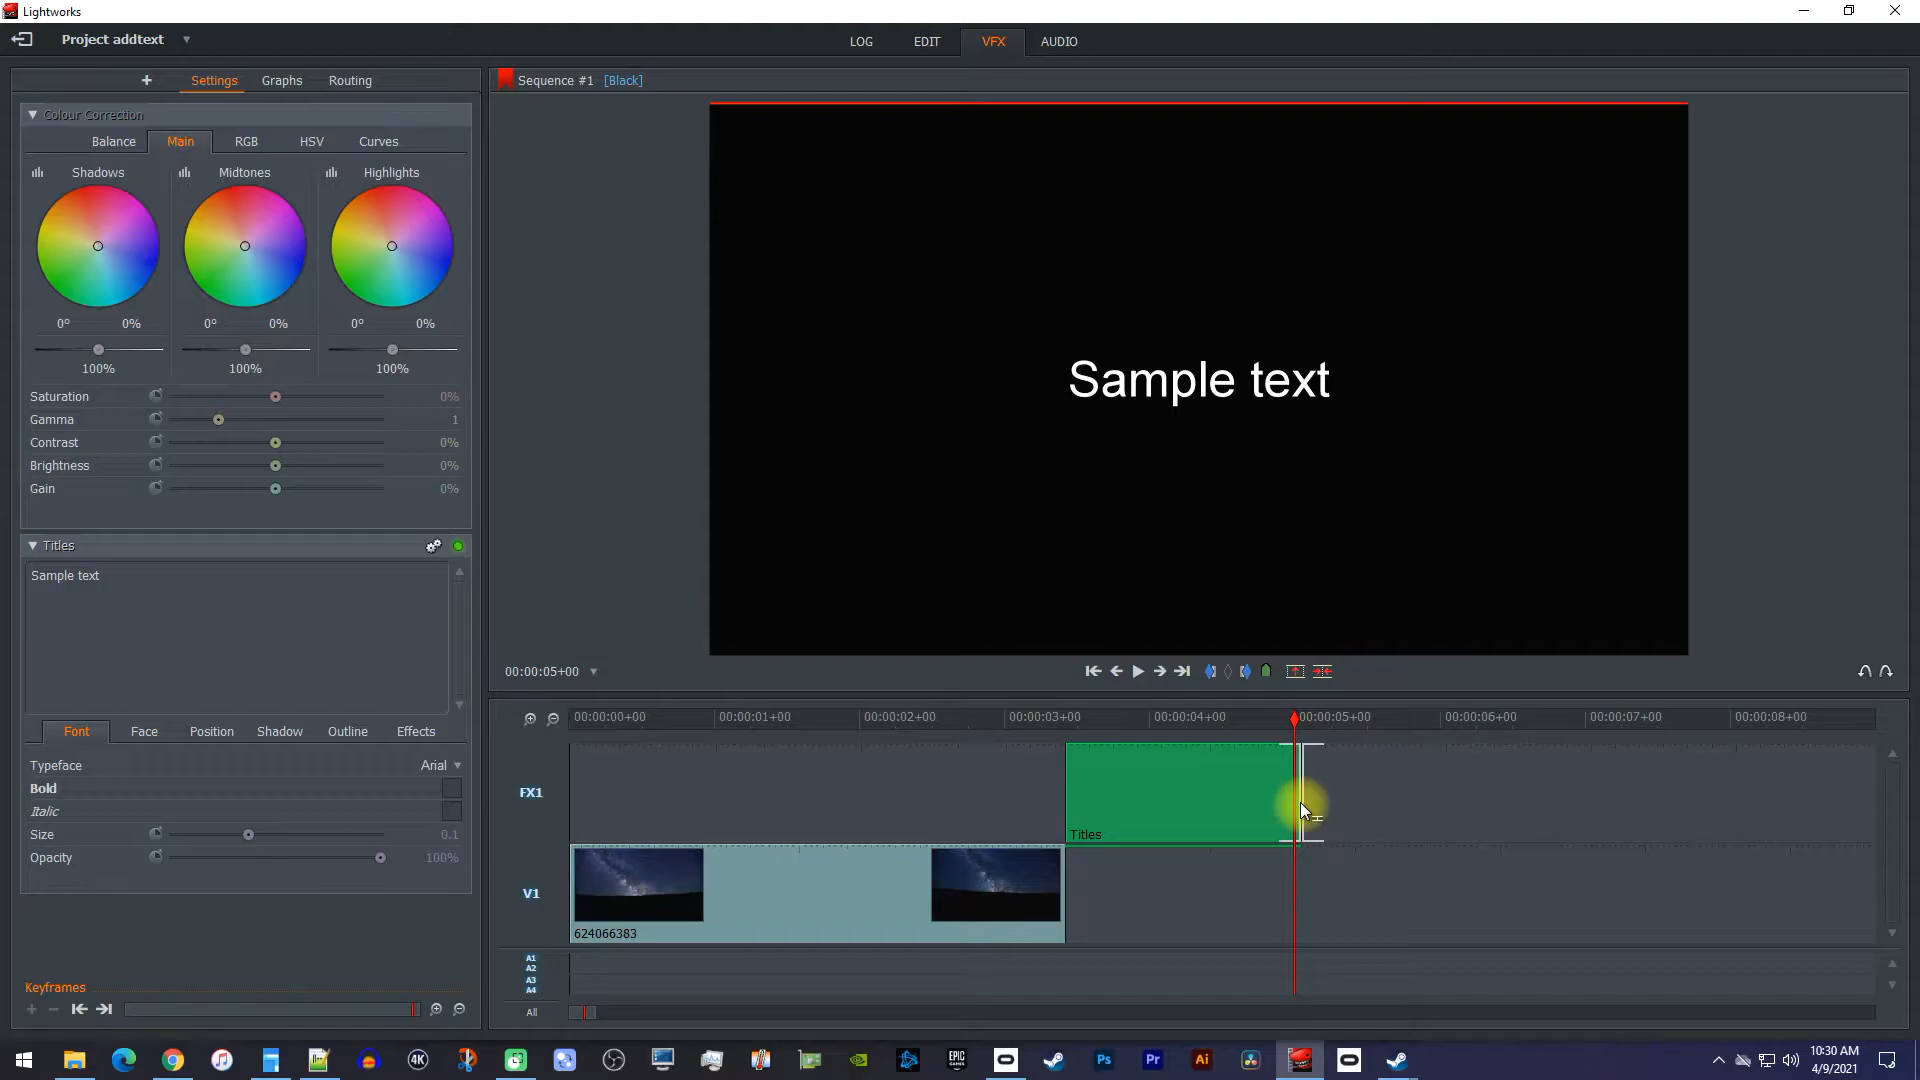 Lightworks
Project addtext
LOG EDIT VFX AUDIO
+ Settings Graphs Routing
Sequence #1 [Black]
Colour Correction
Balance Main RGB HSV Curves
Shadows Midtones Highlights
0° 0% 0° 0% 0° 0%
100% 100% 100%
Saturation 0%
Gamma 1
Contrast 0%
Brightness 0%
Gain 0%
Sample text
Titles
Sample text
00:00:05+00
Font Face Position Shadow Outline Effects
Typeface Arial
Bold
Italic
Size 0.1
Opacity 100%
00:00:00+00 00:00:01+00 00:00:02+00 00:00:03+00 00:00:04+00 00:00:05+00 00:00:06+00 00:00:07+00 00:00:08+00
FX1
Titles
V1
624066383
A1
A2
A3
A4
All
Keyframes
4K
EPIC GAMES
Ps
Pr
Ai
10:30 AM
4/9/2021